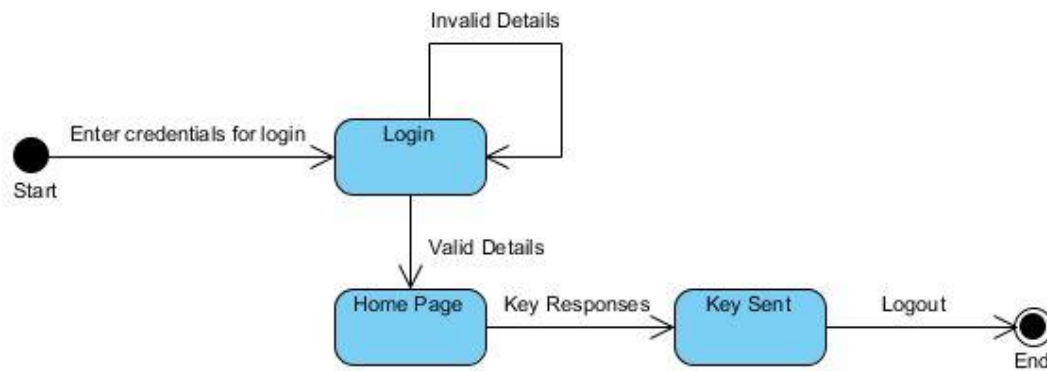 Invalid Details
Enter credentials for login
Login
Start
Valid Details
Home Page
Key Responses
Key Sent
Logout
End